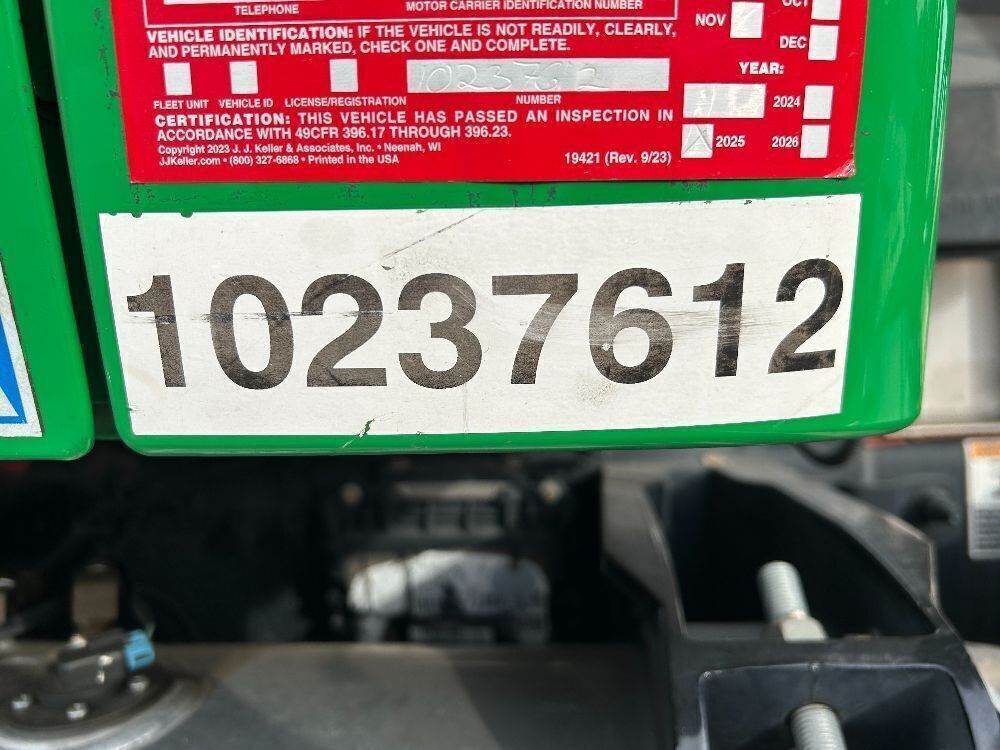 TELEPHONE MOTOR CARRIER IDENTIFICATION NUMBER
NOV OCT
DEC
VEHICLE IDENTIFICATION: IF THE VEHICLE IS NOT READILY, CLEARLY,
AND PERMANENTLY MARKED, CHECK ONE AND COMPLETE.
YEAR:
10237612
FLEET UNIT VEHICLE ID LICENSE/REGISTRATION NUMBER
2024
CERTIFICATION: THIS VEHICLE HAS PASSED AN INSPECTION IN
ACCORDANCE WITH 49CFR 396.17 THROUGH 396.23.
2025 2026
Copyright 2023 J. J. Keller & Associates, Inc. • Neenah, WI
JJKeller.com • (800) 327-6868 • Printed in the USA
19421 (Rev. 9/23)
10237612